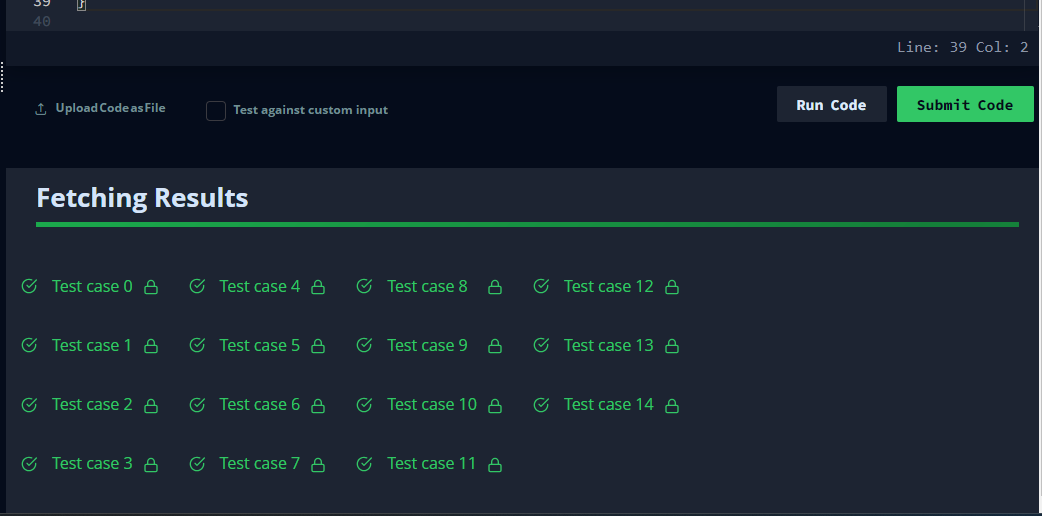 39 }
40
Line: 39 Col: 2
Upload Code as File
Test against custom input
Run Code
Submit Code
Fetching Results
Test case 0
Test case 4
Test case 8
Test case 12
Test case 1
Test case 5
Test case 9
Test case 13
Test case 2
Test case 6
Test case 10
Test case 14
Test case 3
Test case 7
Test case 11